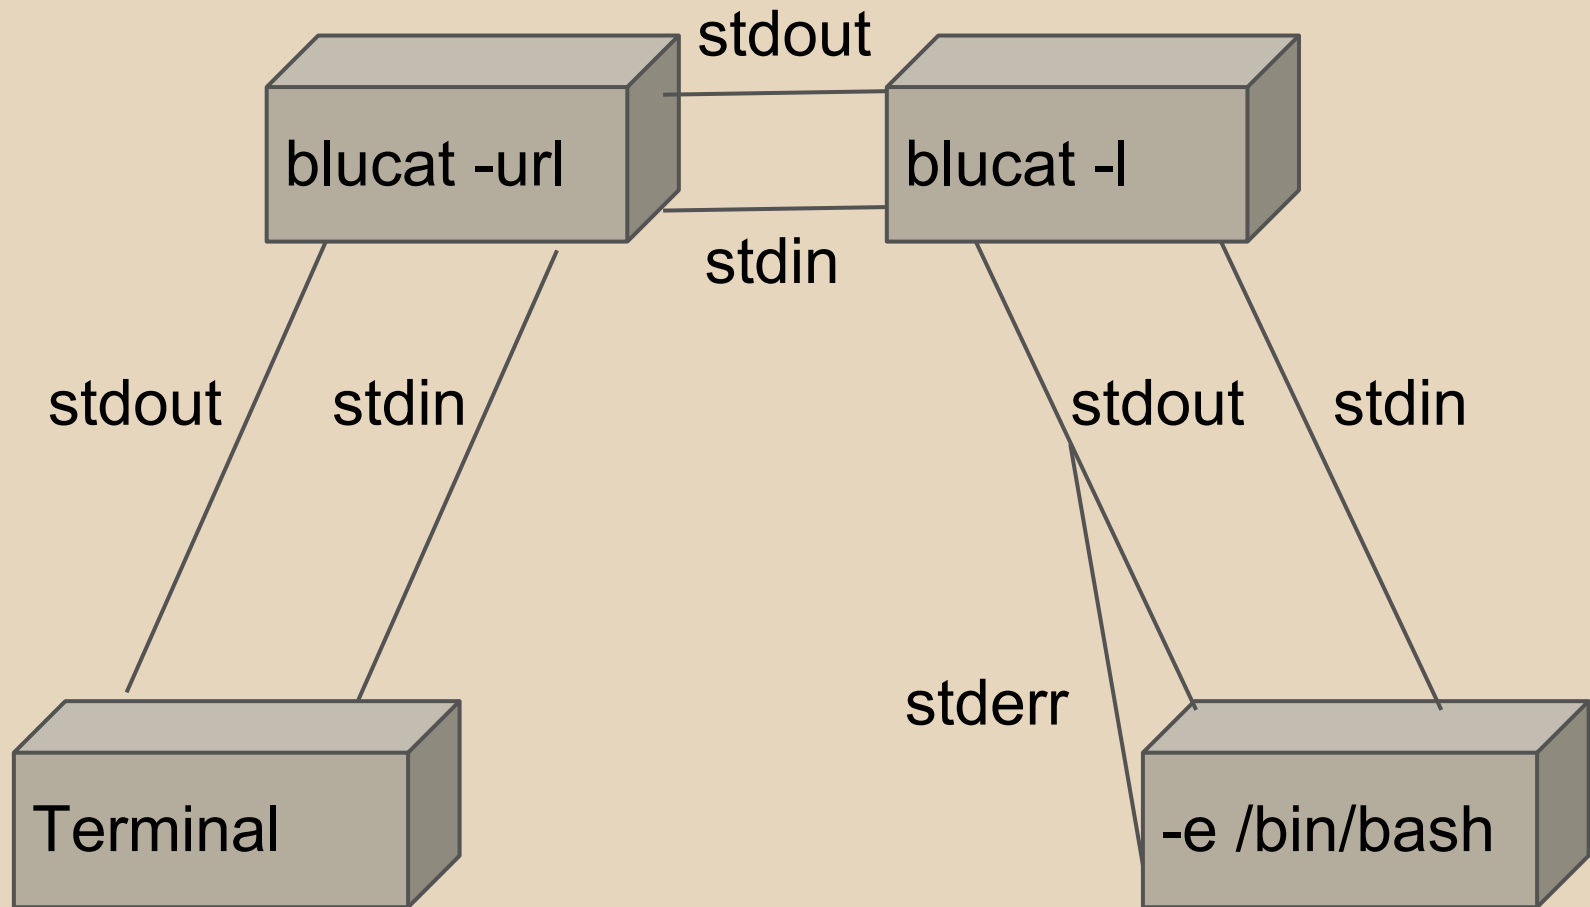 stdout
blucat -url
blucat -l
stdin
stdout
stdin
stdout
stdin
stderr
Terminal
-e /bin/bash